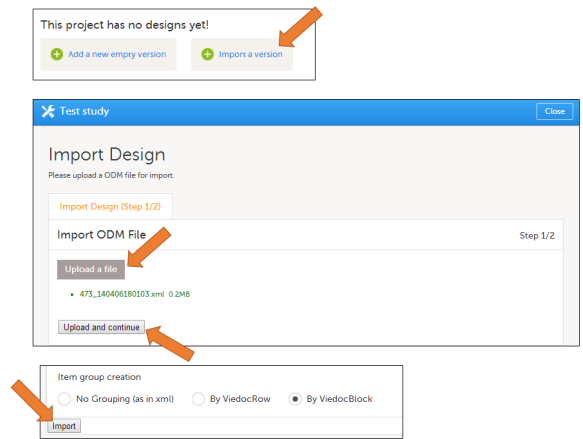 This project has no designs yet!
Add a new empty version
Import a version
Test study
Close
Import Design
Please upload a ODM file for import.
Import Design (Step 1/2)
Import ODM File
Step 1/2
Upload a file
473_140406180103.xml 0.2MB
Upload and continue
Item group creation
No Grouping (as in xml)
By ViedocRow
By ViedocBlock
Import